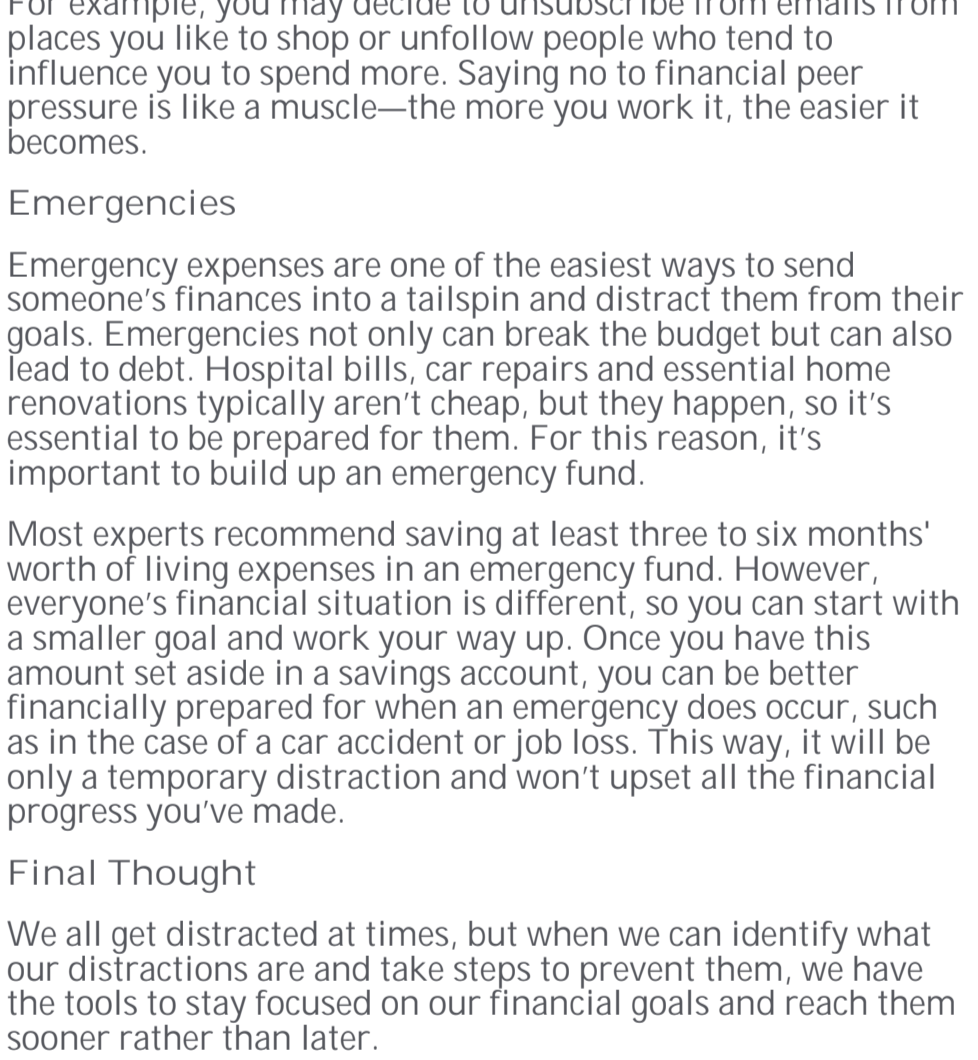 For example, you may decide to unsubscribe from emails from
places you like to shop or unfollow people who tend to
influence you to spend more. Saying no to financial peer
pressure is like a muscle—the more you work it, the easier it
becomes.
Emergencies
Emergency expenses are one of the easiest ways to send
someone's finances into a tailspin and distract them from their
goals. Emergencies not only can break the budget but can also
lead to debt. Hospital bills, car repairs and essential home
renovations typically aren't cheap, but they happen, so it's
essential to be prepared for them. For this reason, it's
important to build up an emergency fund.
Most experts recommend saving at least three to six months'
worth of living expenses in an emergency fund. However,
everyone's financial situation is different, so you can start with
a smaller goal and work your way up. Once you have this
amount set aside in a savings account, you can be better
financially prepared for when an emergency does occur, such
as in the case of a car accident or job loss. This way, it will be
only a temporary distraction and won't upset all the financial
progress you've made.
Final Thought
We all get distracted at times, but when we can identify what
our distractions are and take steps to prevent them, we have
the tools to stay focused on our financial goals and reach them
sooner rather than later.